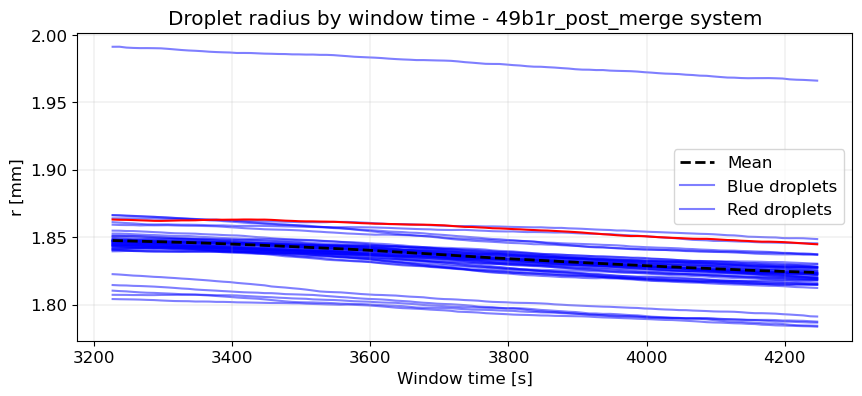 Droplet radius by window time - 49b1r_post_merge system
2.00
1.95
1.90
1.85
1.80
r [mm]
Mean
Blue droplets
Red droplets
3200
3400
3600
3800
4000
4200
Window time [s]